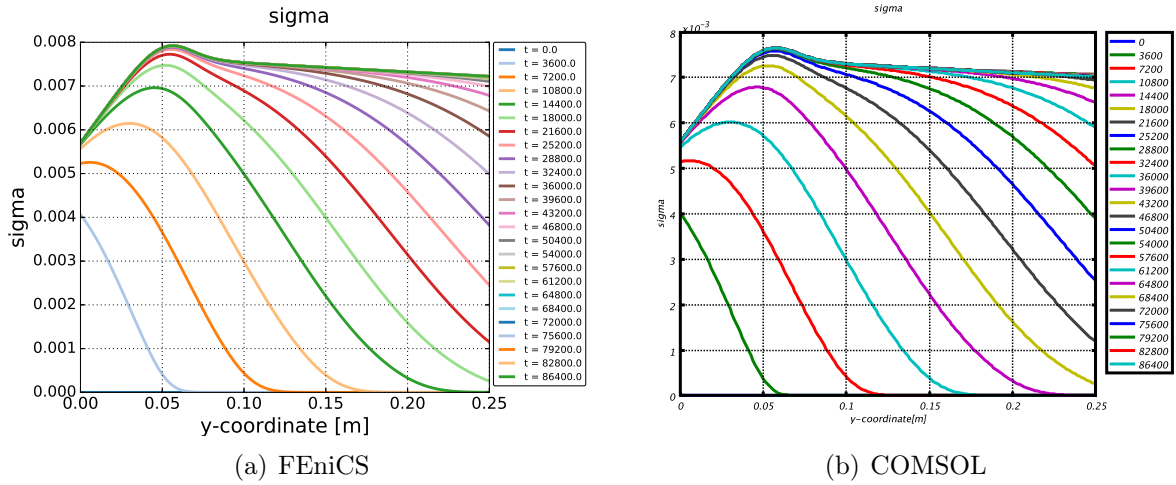 sigma
0.008
0.007
0.006
0.005
0.004
0.003
0.002
0.001
0.000
sigma
0.00 0.05 0.10 0.15 0.20 0.25
y-coordinate [m]
t = 0.0
t = 3600.0
t = 7200.0
t = 10800.0
t = 14400.0
t = 18000.0
t = 21600.0
t = 25200.0
t = 28800.0
t = 32400.0
t = 36000.0
t = 39600.0
t = 43200.0
t = 46800.0
t = 50400.0
t = 54000.0
t = 57600.0
t = 61200.0
t = 64800.0
t = 68400.0
t = 72000.0
t = 75600.0
t = 79200.0
t = 82800.0
t = 86400.0
(a) FEniCS
sigma
×10⁻³
8
7
6
5
4
3
2
1
0
sigma
0 0.05 0.1 0.15 0.2 0.25
y-coordinate[m]
0
3600
7200
10800
14400
18000
21600
25200
28800
32400
36000
39600
43200
46800
50400
54000
57600
61200
64800
68400
72000
75600
79200
82800
86400
(b) COMSOL